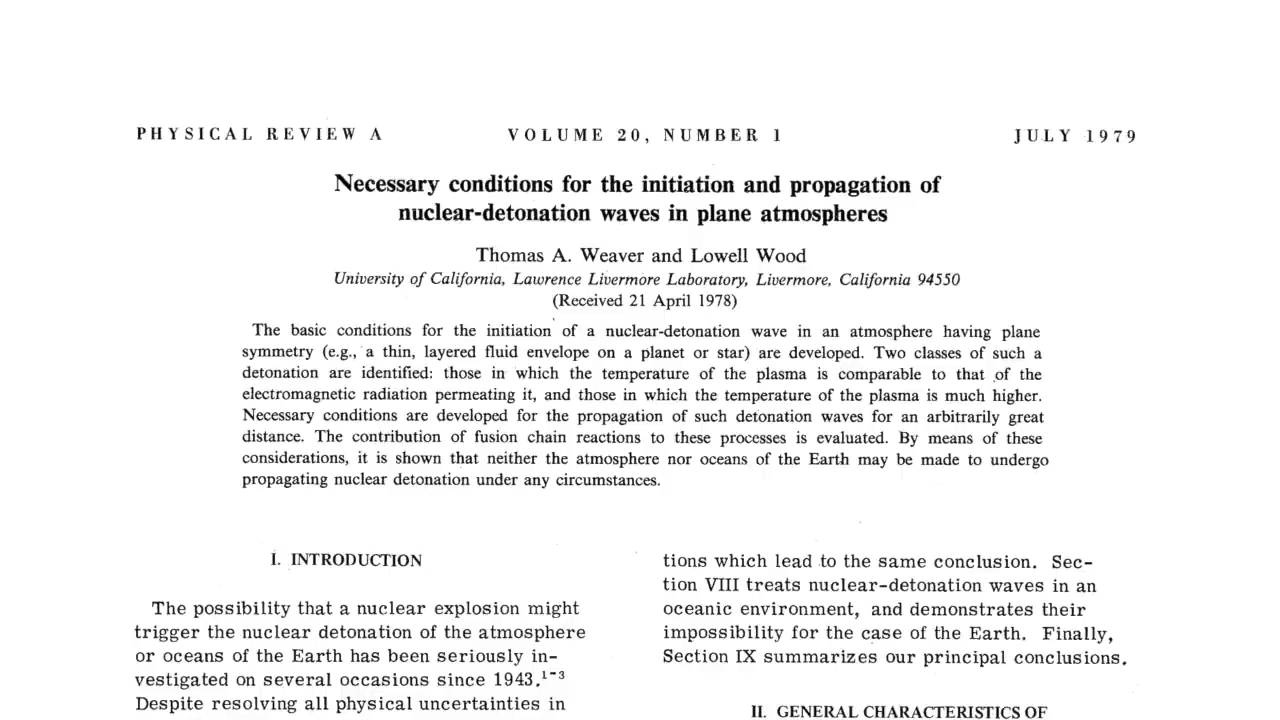 PHYSICAL REVIEW A VOLUME 20, NUMBER 1 JULY 1979
Necessary conditions for the initiation and propagation of
nuclear-detonation waves in plane atmospheres
Thomas A. Weaver and Lowell Wood
University of California, Lawrence Livermore Laboratory, Livermore, California 94550
(Received 21 April 1978)
The basic conditions for the initiation of a nuclear-detonation wave in an atmosphere having plane
symmetry (e.g., a thin, layered fluid envelope on a planet or star) are developed. Two classes of such a
detonation are identified: those in which the temperature of the plasma is comparable to that of the
electromagnetic radiation permeating it, and those in which the temperature of the plasma is much higher.
Necessary conditions are developed for the propagation of such detonation waves for an arbitrarily great
distance. The contribution of fusion chain reactions to these processes is evaluated. By means of these
considerations, it is shown that neither the atmosphere nor oceans of the Earth may be made to undergo
propagating nuclear detonation under any circumstances.
I. INTRODUCTION
The possibility that a nuclear explosion might
trigger the nuclear detonation of the atmosphere
or oceans of the Earth has been seriously in-
vestigated on several occasions since 1943.¹⁻³
Despite resolving all physical uncertainties in
tions which lead to the same conclusion. Sec-
tion VIII treats nuclear-detonation waves in an
oceanic environment, and demonstrates their
impossibility for the case of the Earth. Finally,
Section IX summarizes our principal conclusions.
II. GENERAL CHARACTERISTICS OF